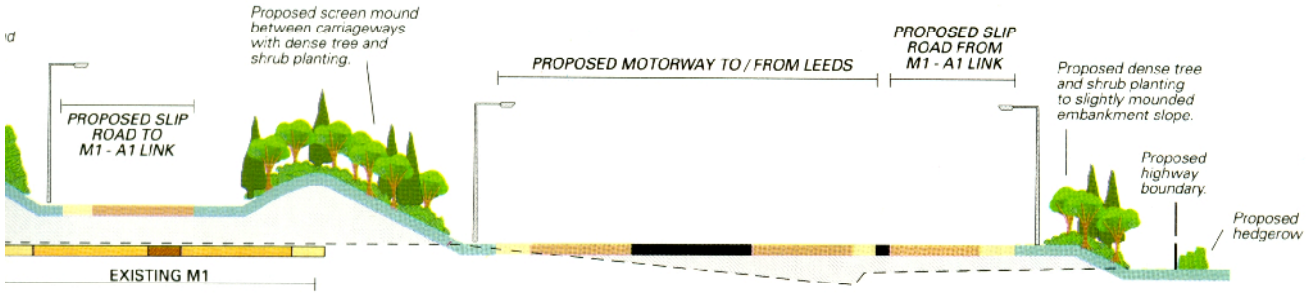 Proposed screen mound
between carriageways
with dense tree and
shrub planting.
PROPOSED SLIP
ROAD TO
M1 - A1 LINK
PROPOSED MOTORWAY TO / FROM LEEDS
PROPOSED SLIP
ROAD FROM
M1 - A1 LINK
Proposed dense tree
and shrub planting
to slightly mounded
embankment slope.
Proposed
highway
boundary.
Proposed
hedgerow
EXISTING M1